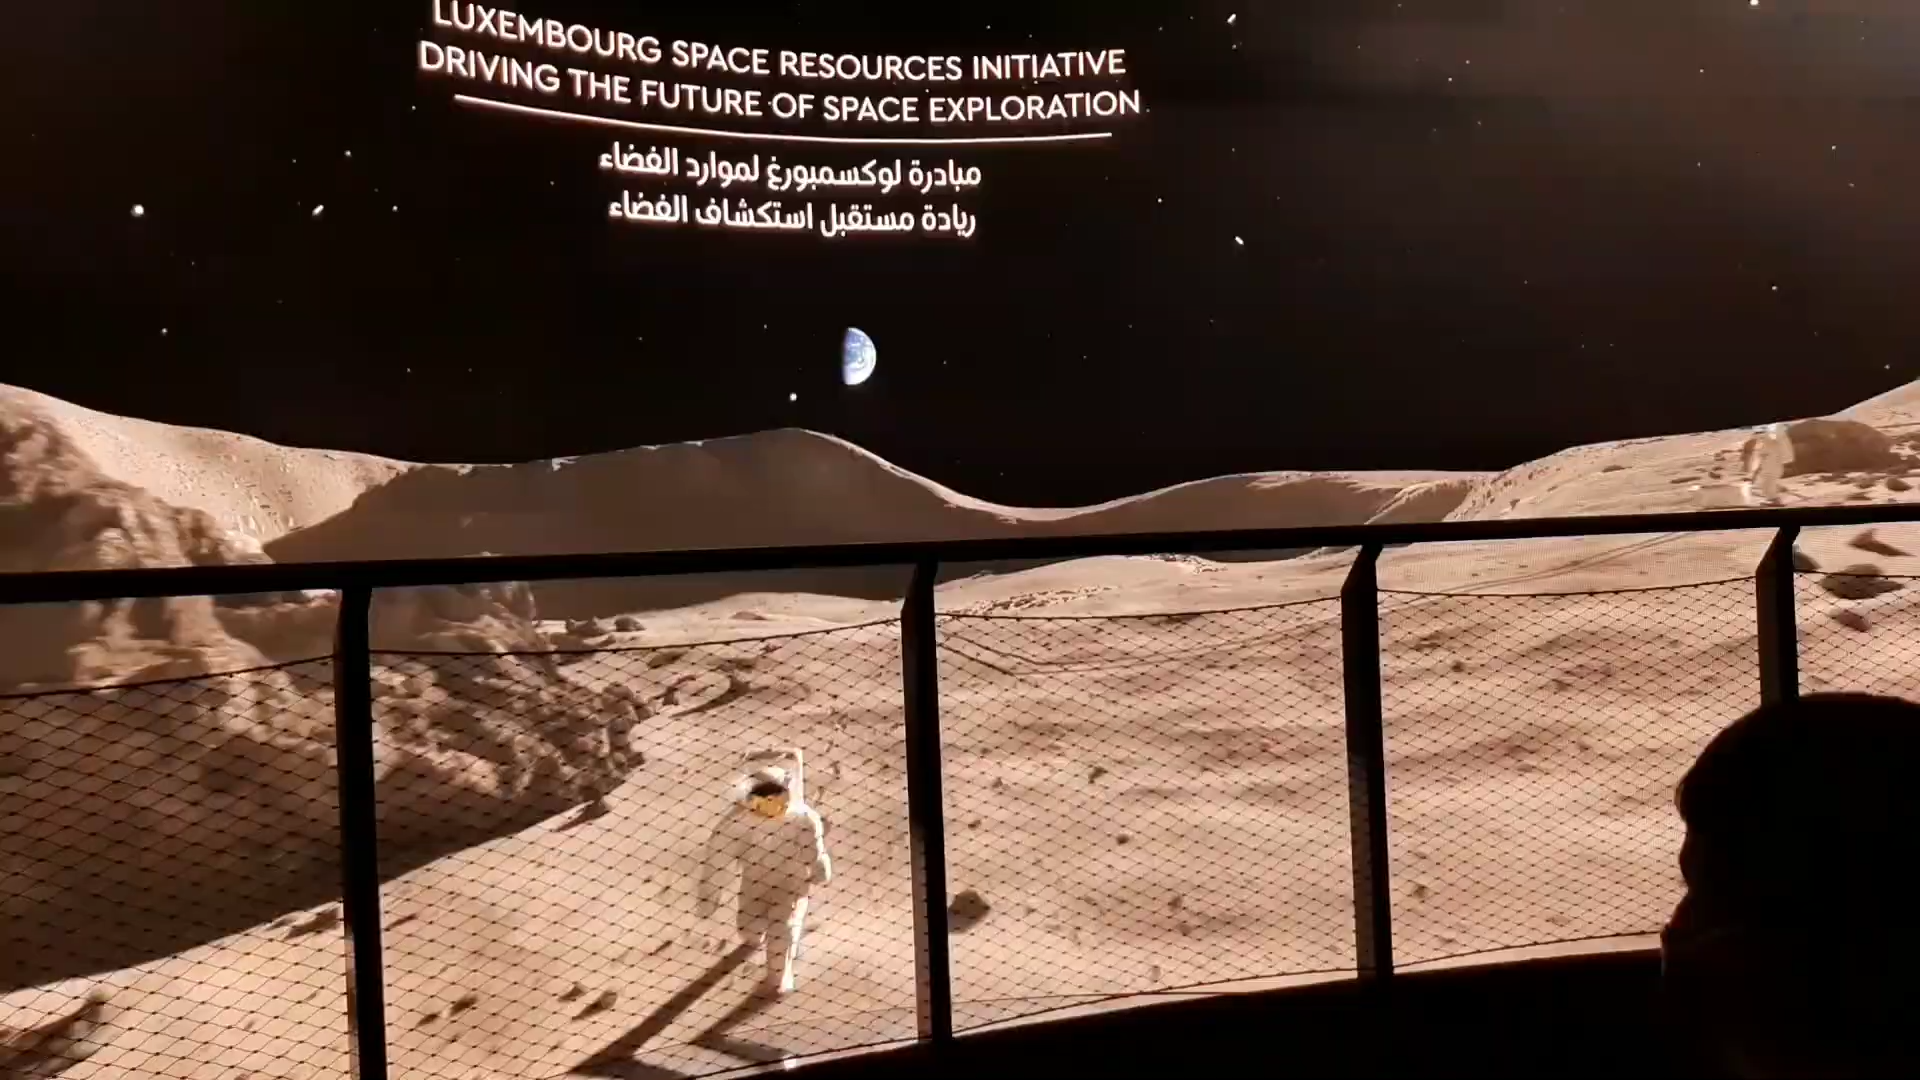 LUXEMBOURG SPACE RESOURCES INITIATIVE
DRIVING THE FUTURE OF SPACE EXPLORATION
مبادرة لوكسمبورغ لموارد الفضاء
ريادة مستقبل استكشاف الفضاء